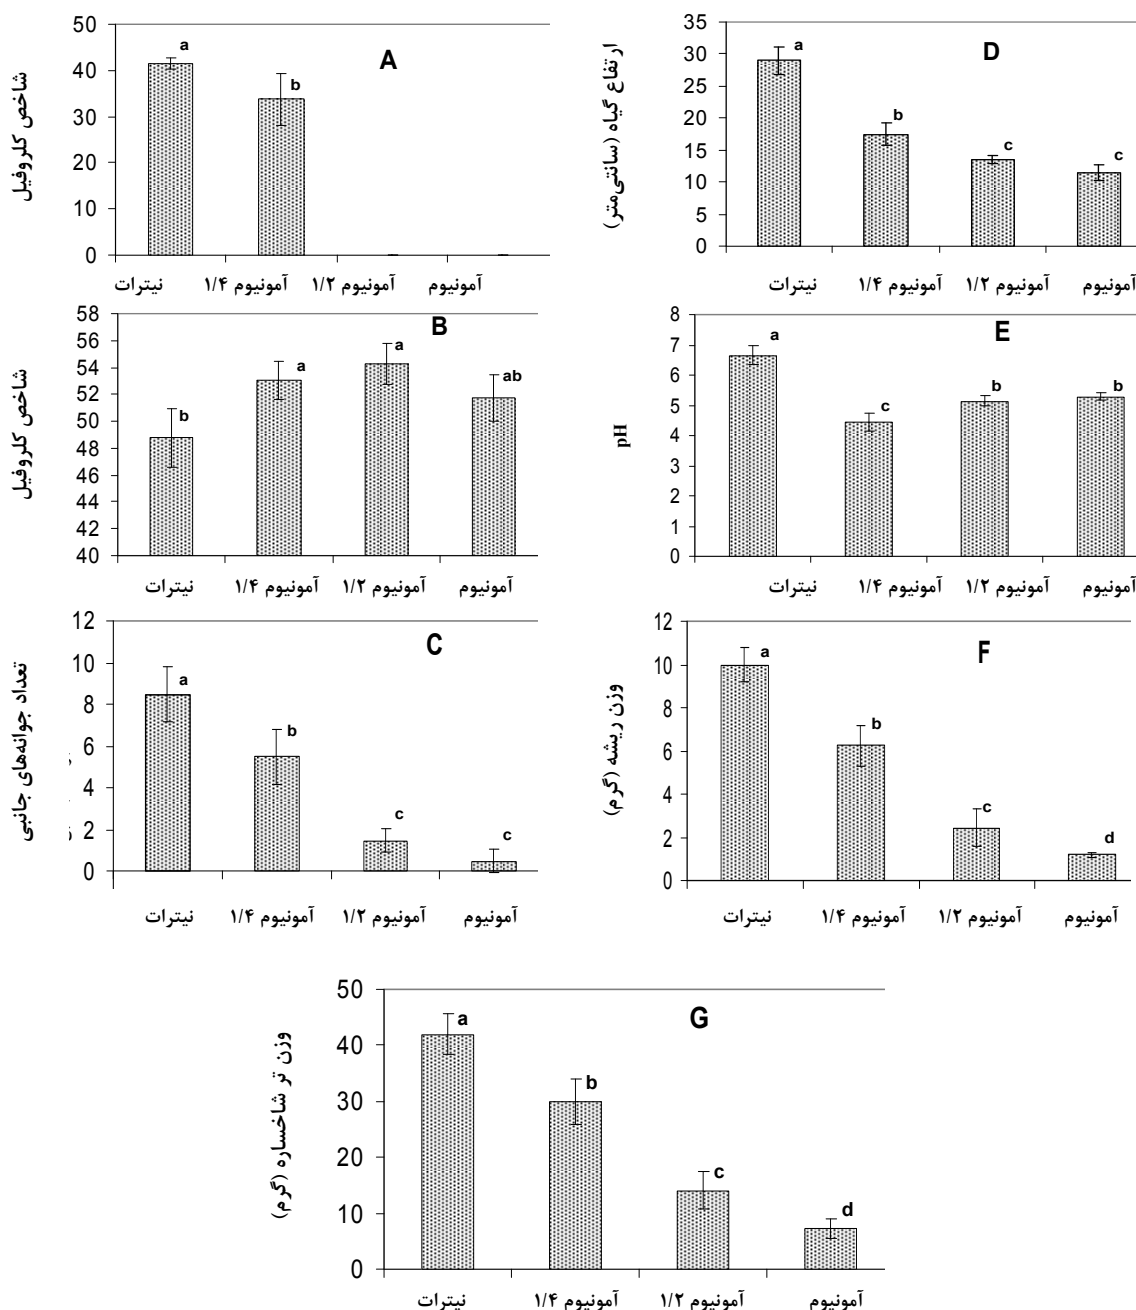 A
شاخص کلروفیل
50
40
30
20
10
0
a
b
نیترات
آمونیوم ۱/۴
آمونیوم ۱/۲
آمونیوم
D
ارتفاع گیاه (سانتی‌متر)
35
30
25
20
15
10
5
0
a
b
c
c
نیترات
آمونیوم ۱/۴
آمونیوم ۱/۲
آمونیوم
B
شاخص کلروفیل
58
56
54
52
50
48
46
44
42
40
b
a
a
ab
نیترات
آمونیوم ۱/۴
آمونیوم ۱/۲
آمونیوم
E
pH
8
7
6
5
4
3
2
1
0
a
c
b
b
نیترات
آمونیوم ۱/۴
آمونیوم ۱/۲
آمونیوم
C
تعداد جوانه‌های جانبی
12
10
8
6
4
2
0
a
b
c
c
نیترات
آمونیوم ۱/۴
آمونیوم ۱/۲
آمونیوم
F
وزن ریشه (گرم)
12
10
8
6
4
2
0
a
b
c
d
نیترات
آمونیوم ۱/۴
آمونیوم ۱/۲
آمونیوم
G
وزن تر شاخساره (گرم)
50
40
30
20
10
0
a
b
c
d
نیترات
آمونیوم ۱/۴
آمونیوم ۱/۲
آمونیوم